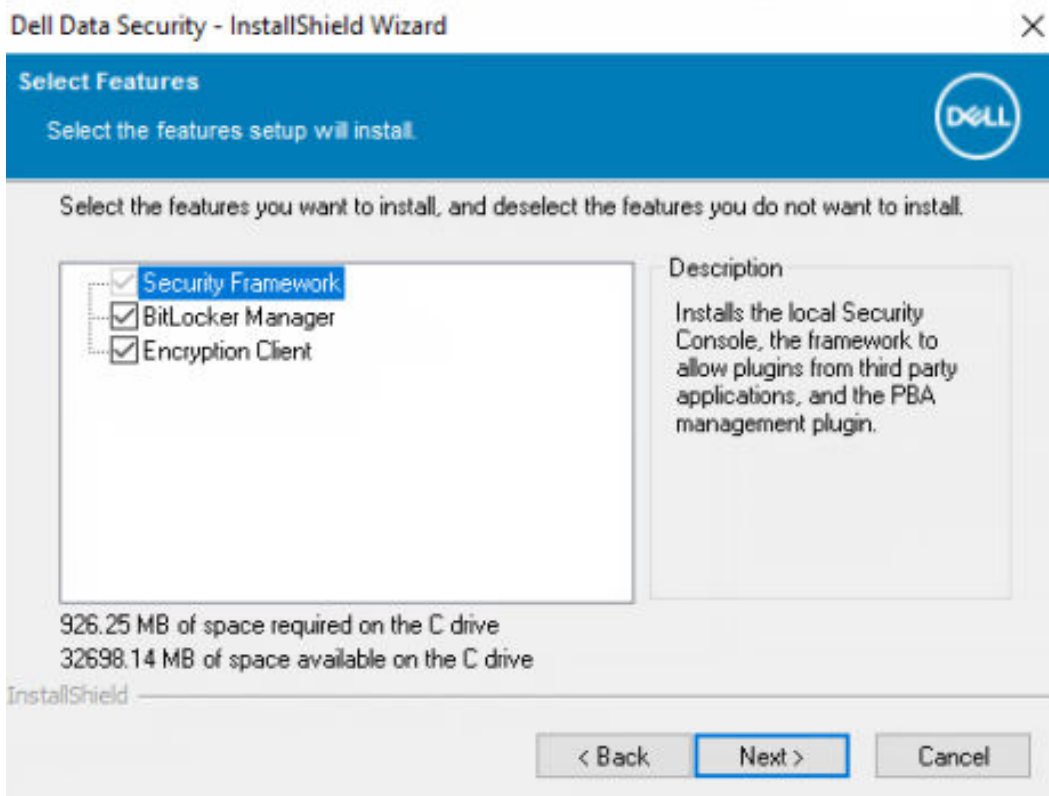 Dell Data Security - InstallShield Wizard
Select Features
Select the features setup will install.
DELL
Select the features you want to install, and deselect the features you do not want to install.
Security Framework
BitLocker Manager
Encryption Client
Description
Installs the local Security
Console, the framework to
allow plugins from third party
applications, and the PBA
management plugin.
926.25 MB of space required on the C drive
32698.14 MB of space available on the C drive
InstallShield
< Back
Next >
Cancel